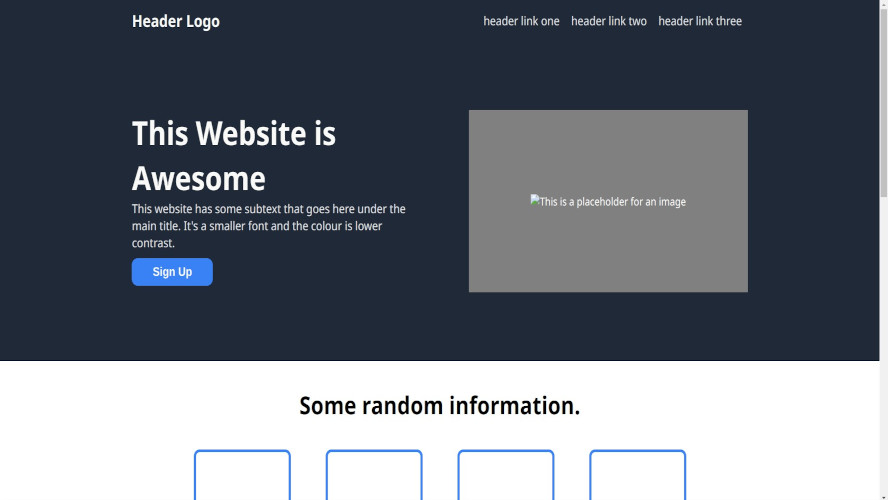 Header Logo
header link one header link two header link three
This Website is
Awesome
This website has some subtext that goes here under the
main title. It's a smaller font and the colour is lower
contrast.
Sign Up
This is a placeholder for an image
Some random information.